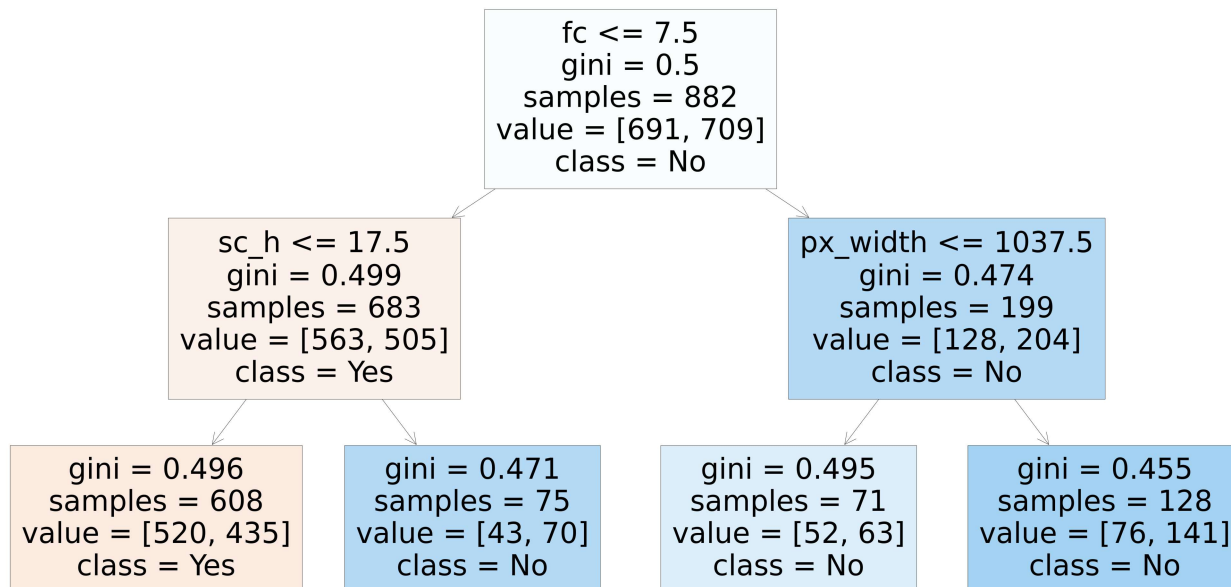 fc <= 7.5
gini = 0.5
samples = 882
value = [691, 709]
class = No
sc_h <= 17.5
gini = 0.499
samples = 683
value = [563, 505]
class = Yes
px_width <= 1037.5
gini = 0.474
samples = 199
value = [128, 204]
class = No
gini = 0.496
samples = 608
value = [520, 435]
class = Yes
gini = 0.471
samples = 75
value = [43, 70]
class = No
gini = 0.495
samples = 71
value = [52, 63]
class = No
gini = 0.455
samples = 128
value = [76, 141]
class = No